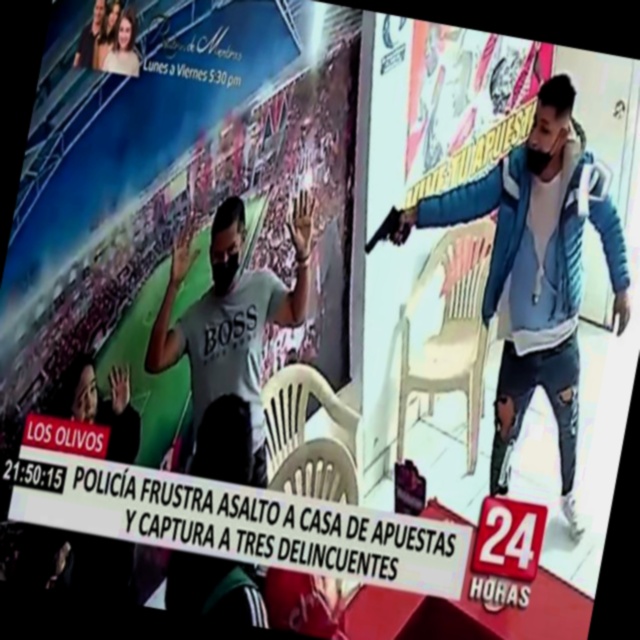 Lunes a Viernes 5:30 pm
BOSS
LOS OLIVOS
21:50:15
POLICÍA FRUSTRA ASALTO A CASA DE APUESTAS
Y CAPTURA A TRES DELINCUENTES
24
HORAS